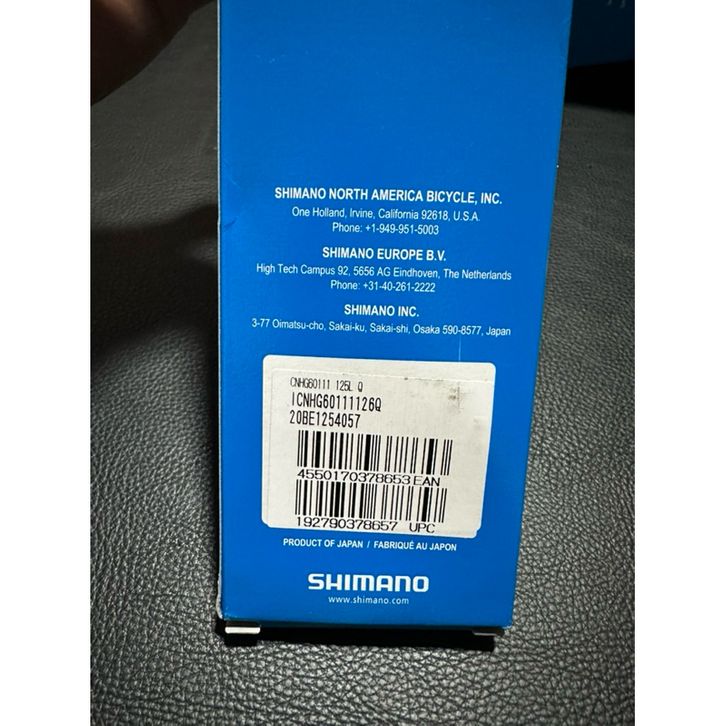 SHIMANO NORTH AMERICA BICYCLE, INC.
One Holland, Irvine, California 92618, U.S.A.
Phone: +1-949-951-5003
SHIMANO EUROPE B.V.
High Tech Campus 92, 5656 AG Eindhoven, The Netherlands
Phone: +31-40-261-2222
SHIMANO INC.
3-77 Oimatsu-cho, Sakai-ku, Sakai-shi, Osaka 590-8577, Japan
CNHG60111 125L Q
ICNHG60111126Q
20BE1254057
4550170378653 EAN
192790378657 UPC
PRODUCT OF JAPAN / FABRIQUÉ AU JAPON
SHIMANO
www.shimano.com